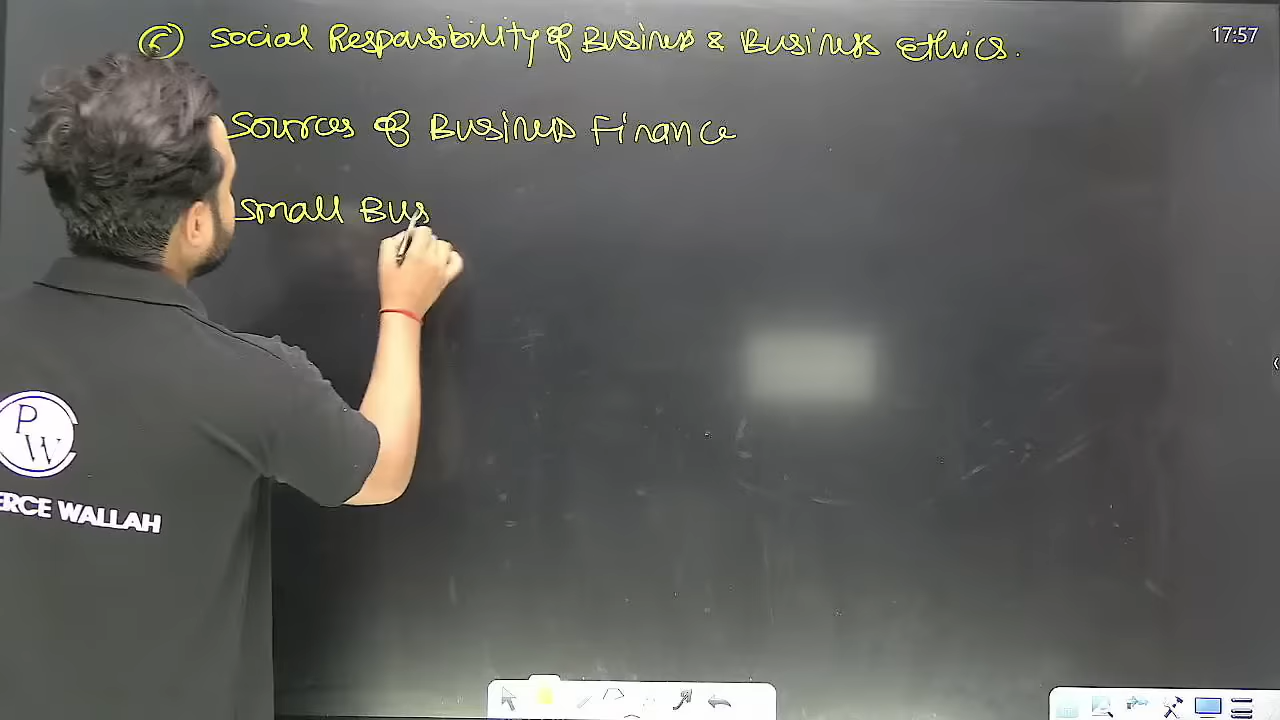 6 Social Responsibility of Business & Business Ethics.
17:57
Sources of Business Finance
Small Bus
PW
ERCE WALLAH